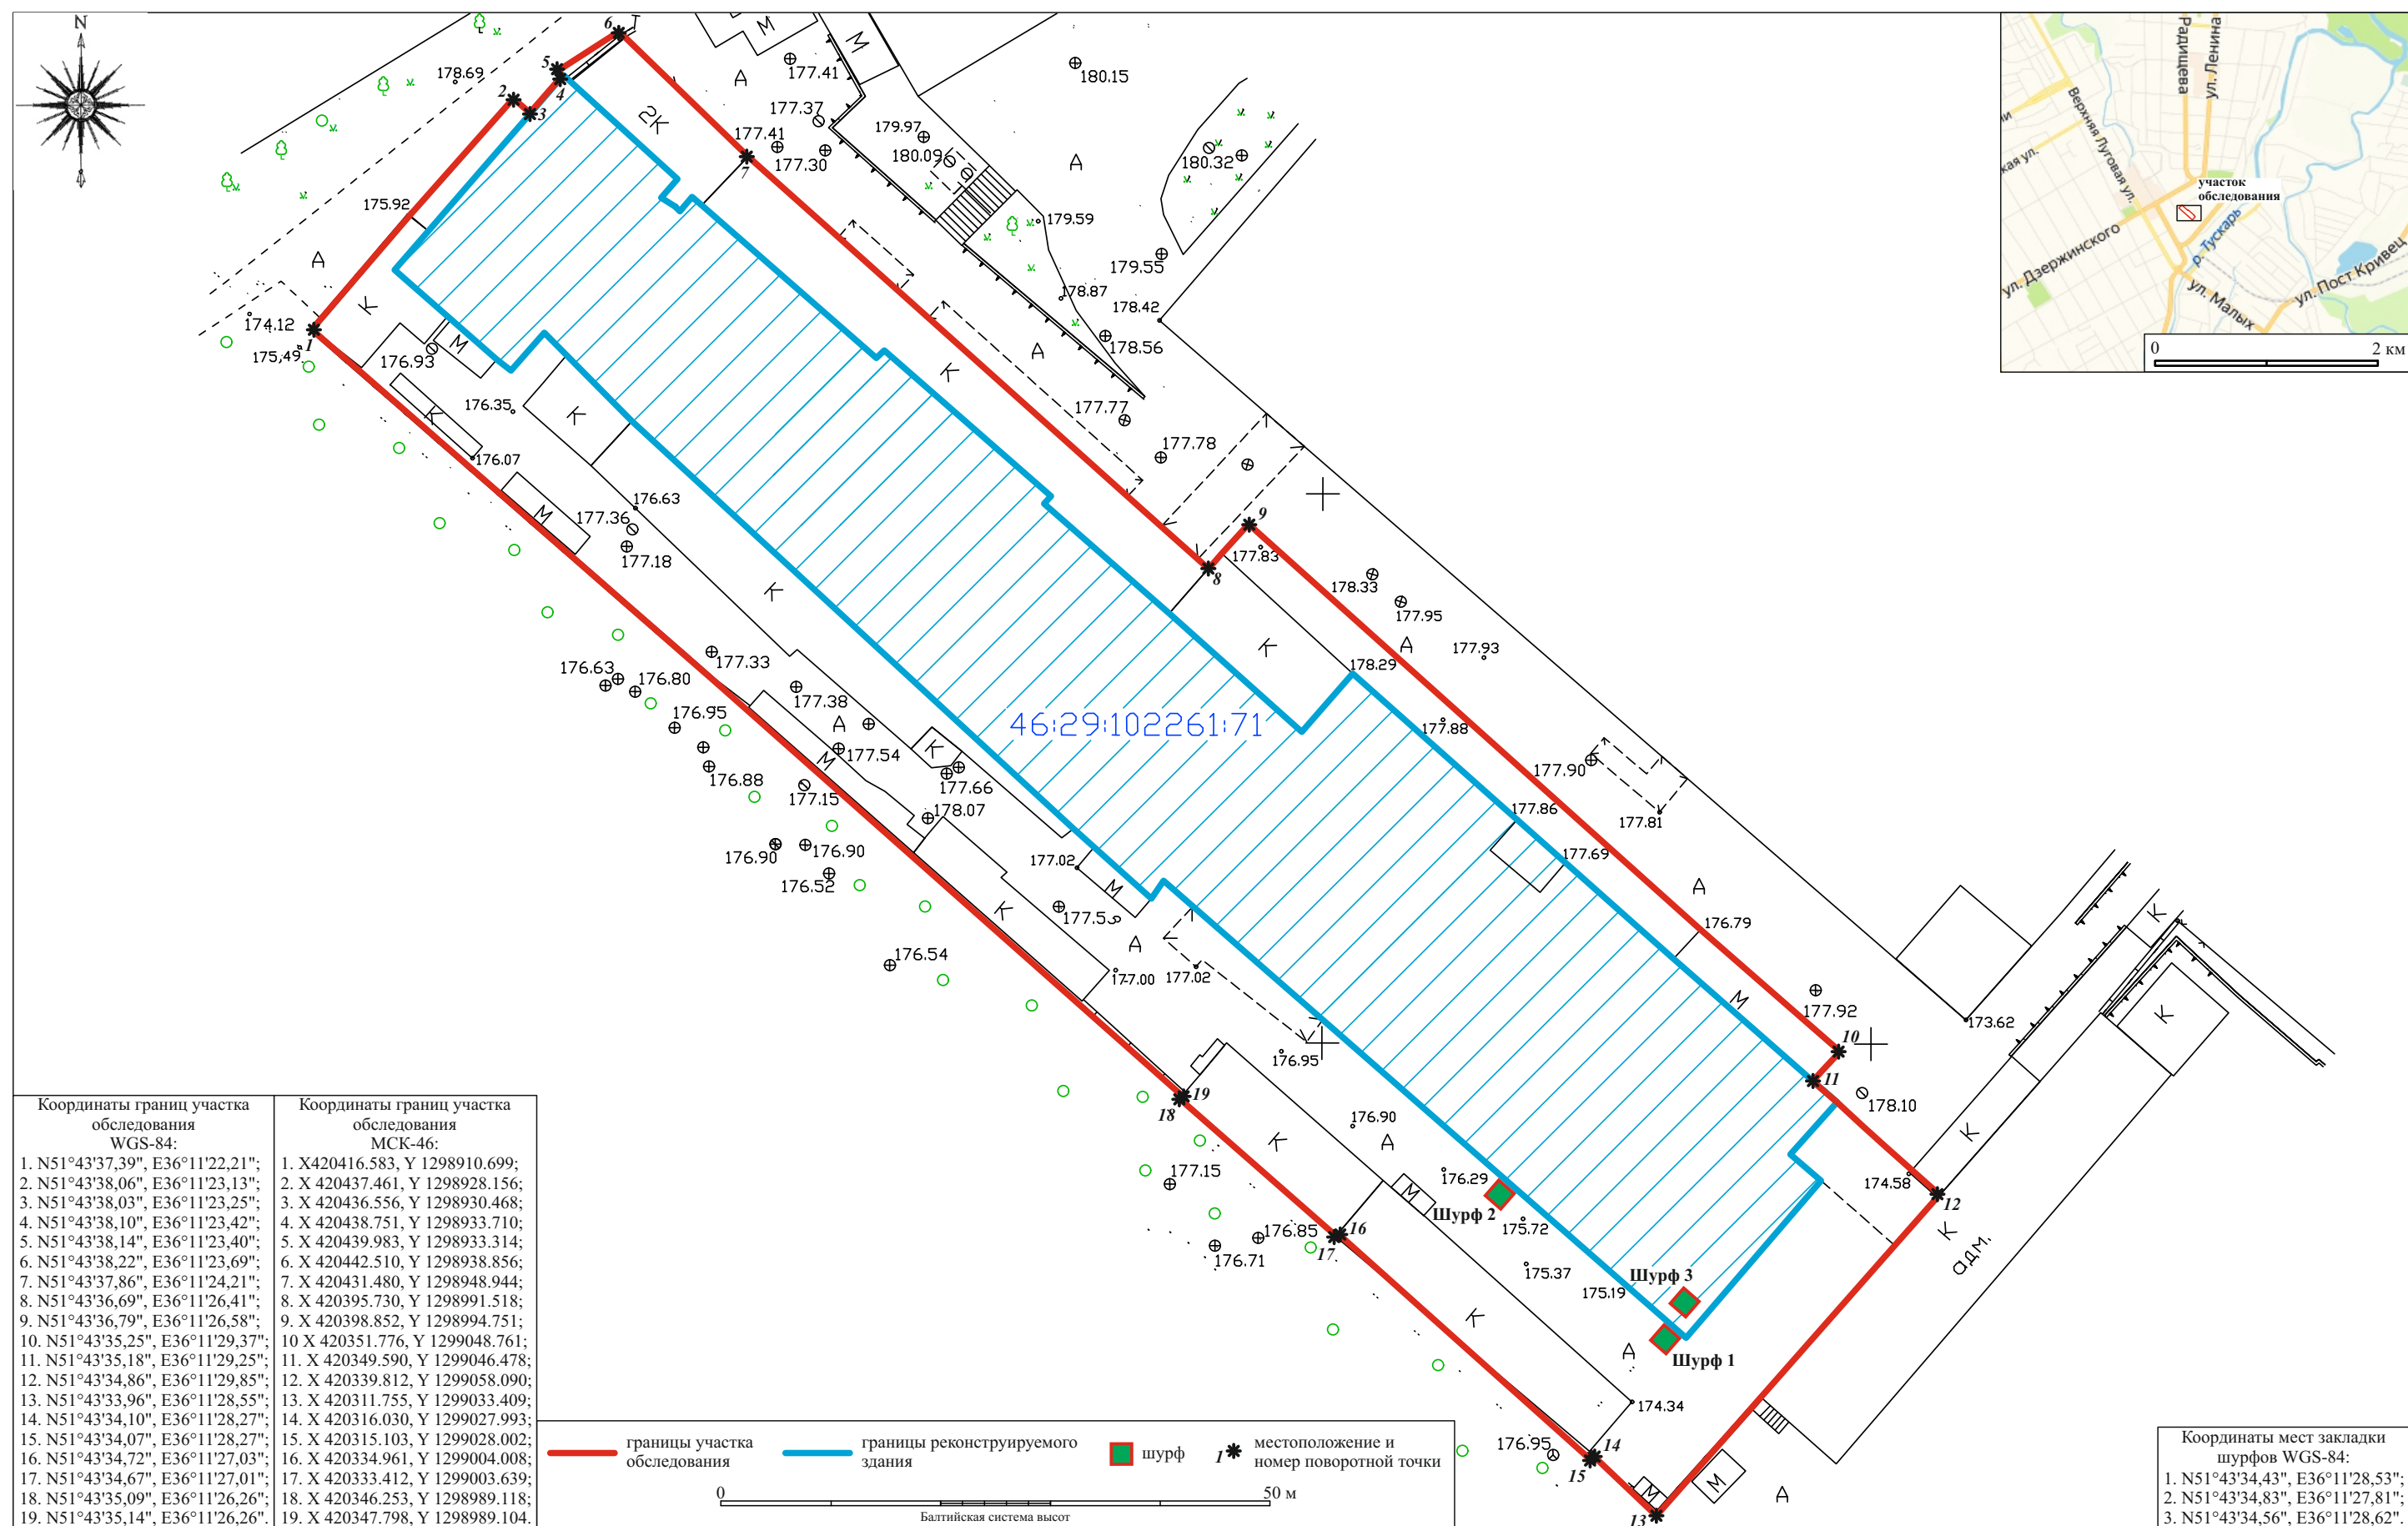 N
6
5
4
2
3
7
1
178.69
177.41
180.15
М
М
А
177.37
179.97
177.41
177.30
180.09
180.32
2К
А
175.92
179.59
А
К
179.55
178.87
178.42
174.12
175,49
176.93
М
А
178.56
К
176.35
К
К
177.77
177.78
176.07
М
176.63
177.36
177.18
9
177.83
8
178.33
177.95
К
К
А
177.93
177.33
178.29
176.63
176.80
177.38
А
176.95
177.54
К
46:29:102261:71
177.88
М
177.90
176.88
177.15
177.66
178.07
177.86
177.81
176.90
176.90
177.02
177.69
176.52
М
А
К
177.53
А
176.79
176.54
177.00
177.02
М
177.92
173.62
К
К
10
176.95
11
19
18
178.10
176.90
А
К
К
177.15
М
176.29
Шурф 2
174.58
12
К
16
17
176.85
176.71
175.72
адм.
175.37
Шурф 3
175.19
К
А
Шурф 1
174.34
176.95
14
15
М
М
А
13
Радищева
ул. Ленина
Верхняя Луговая ул.
кая ул.
участок
обследования
р. Тускарь
ул. Дзержинского
ул. Малых
ул. Пост Кривец
0
2 км
Координаты границ участка
обследования
WGS-84:
1. N51°43'37,39", E36°11'22,21";
2. N51°43'38,06", E36°11'23,13";
3. N51°43'38,03", E36°11'23,25";
4. N51°43'38,10", E36°11'23,42";
5. N51°43'38,14", E36°11'23,40";
6. N51°43'38,22", E36°11'23,69";
7. N51°43'37,86", E36°11'24,21";
8. N51°43'36,69", E36°11'26,41";
9. N51°43'36,79", E36°11'26,58";
10. N51°43'35,25", E36°11'29,37";
11. N51°43'35,18", E36°11'29,25";
12. N51°43'34,86", E36°11'29,85";
13. N51°43'33,96", E36°11'28,55";
14. N51°43'34,10", E36°11'28,27";
15. N51°43'34,07", E36°11'28,27";
16. N51°43'34,72", E36°11'27,03";
17. N51°43'34,67", E36°11'27,01";
18. N51°43'35,09", E36°11'26,26";
19. N51°43'35,14", E36°11'26,26".
Координаты границ участка
обследования
МСК-46:
1. X420416.583, Y 1298910.699;
2. X 420437.461, Y 1298928.156;
3. X 420436.556, Y 1298930.468;
4. X 420438.751, Y 1298933.710;
5. X 420439.983, Y 1298933.314;
6. X 420442.510, Y 1298938.856;
7. X 420431.480, Y 1298948.944;
8. X 420395.730, Y 1298991.518;
9. X 420398.852, Y 1298994.751;
10 X 420351.776, Y 1299048.761;
11. X 420349.590, Y 1299046.478;
12. X 420339.812, Y 1299058.090;
13. X 420311.755, Y 1299033.409;
14. X 420316.030, Y 1299027.993;
15. X 420315.103, Y 1299028.002;
16. X 420334.961, Y 1299004.008;
17. X 420333.412, Y 1299003.639;
18. X 420346.253, Y 1298989.118;
19. X 420347.798, Y 1298989.104.
границы участка
обследования
границы реконструируемого
здания
шурф
1
местоположение и
номер поворотной точки
0
50 м
Балтийская система высот
Координаты мест закладки
шурфов WGS-84:
1. N51°43'34,43", E36°11'28,53";
2. N51°43'34,83", E36°11'27,81";
3. N51°43'34,56", E36°11'28,62".